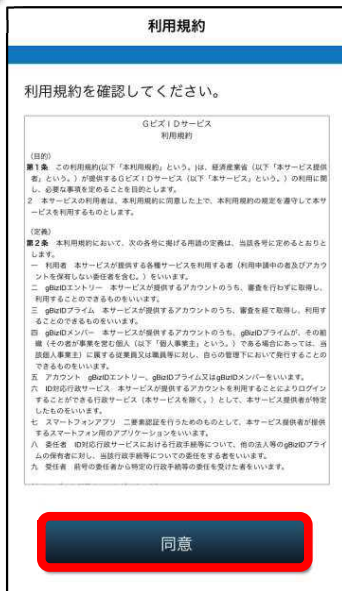 利用規約
利用規約を確認してください。
GビズIDサービス
利用規約
(目的)
第1条 この利用規約(以下「本利用規約」という。)は、経済産業省(以下「本サービス提供
者」という。)が提供するGビズIDサービス(以下「本サービス」という。)の利用に関
し、必要な事項を定めることを目的とします。
2 本サービスの利用者は、本利用規約に同意した上で、本利用規約の規定を遵守して本サ
ービスを利用するものとします。
(定義)
第2条 本利用規約において、次の各号に掲げる用語の定義は、当該各号に定めるとおりと
します。
一 利用者 本サービスが提供する各種サービスを利用する者(利用申請中の者及びアカウ
ントを保有しない委任者を含む。)をいいます。
二 gBizIDエントリー 本サービスが提供するアカウントのうち、審査を行わずに取得し、
利用することのできるものをいいます。
三 gBizIDプライム 本サービスが提供するアカウントのうち、審査を経て取得し、利用す
ることのできるものをいいます。
四 gBizIDメンバー 本サービスが提供するアカウントのうち、gBizIDプライムが、その組
織(その者が事業を営む個人(以下「個人事業主」という。)である場合にあっては、当
該個人事業主)に属する従業員又は職員等に対し、自らの管理下において発行することの
できるものをいいます。
五 アカウント gBizIDエントリー、gBizIDプライム又はgBizIDメンバーをいいます。
六 ID対応行政サービス 本サービスが提供するアカウントを利用することによりログイン
することができる行政サービス(本サービスを除く。)として、本サービス提供者が特定
したものをいいます。
七 スマートフォンアプリ 二要素認証を行うためのものとして、本サービス提供者が提供
するスマートフォン用のアプリケーションをいいます。
八 委任者 ID対応行政サービスにおける行政手続等について、他の法人等のgBizIDプライ
ムの保有者に対し、当該行政手続等についての委任をする者をいいます。
九 受任者 前号の委任者から特定の行政手続等の委任を受けた者をいいます。
同意